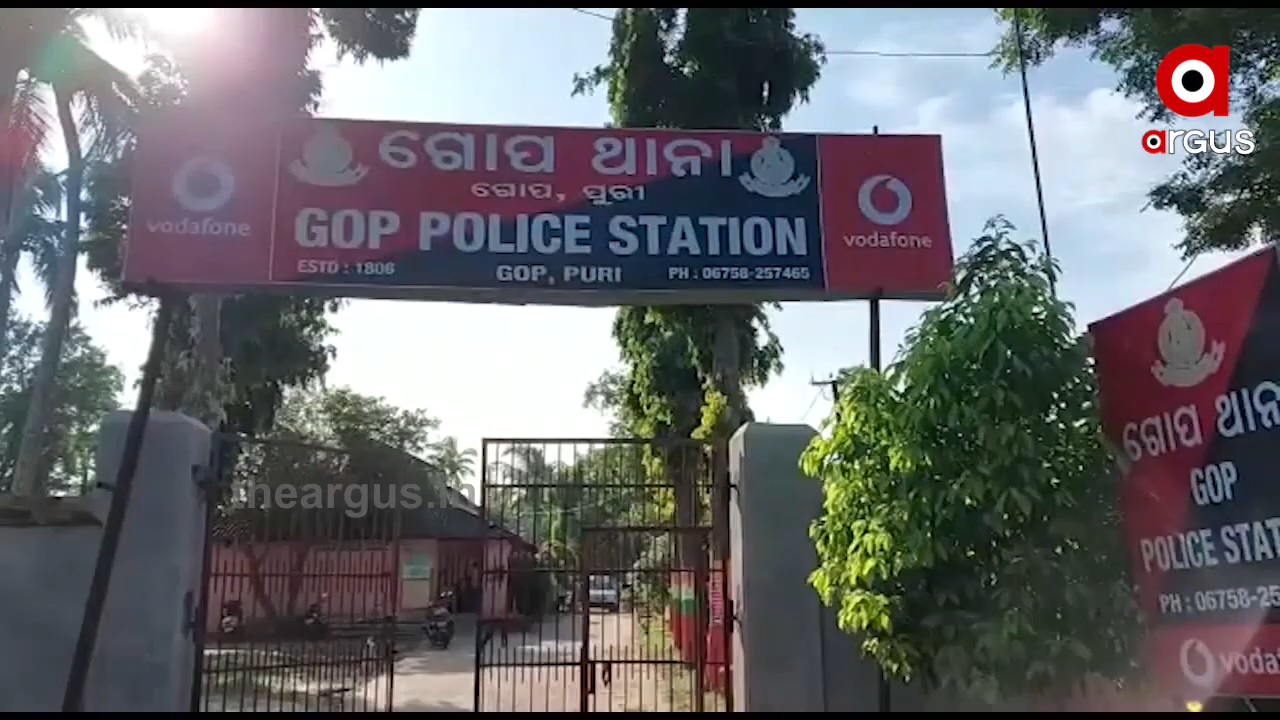 argus
ଗୋପ ଥାନା
ଗୋପ, ପୁରୀ
vodafone
GOP POLICE STATION
vodafone
ESTD : 1806
GOP, PURI
PH : 06758-257465
theargus.in
ଗୋପ ଥାନା
GOP
POLICE STAT
PH : 06758-25
vodafa